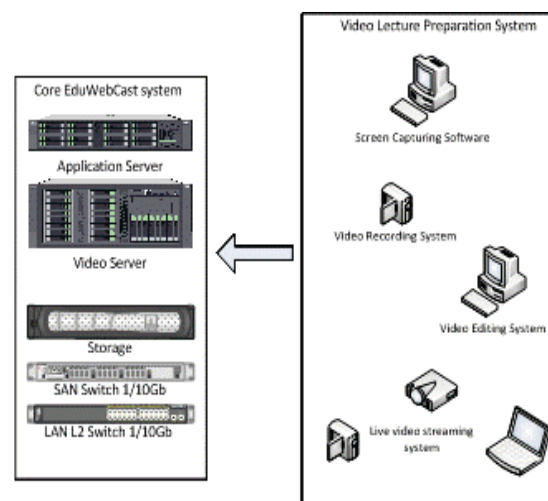 Video Lecture Preparation System
Core EduWebCast system
Application Server
Video Server
Storage
SAN Switch 1/10Gb
LAN L2 Switch 1/10Gb
Screen Capturing Software
Video Recording System
Video Editing System
Live video streaming
system